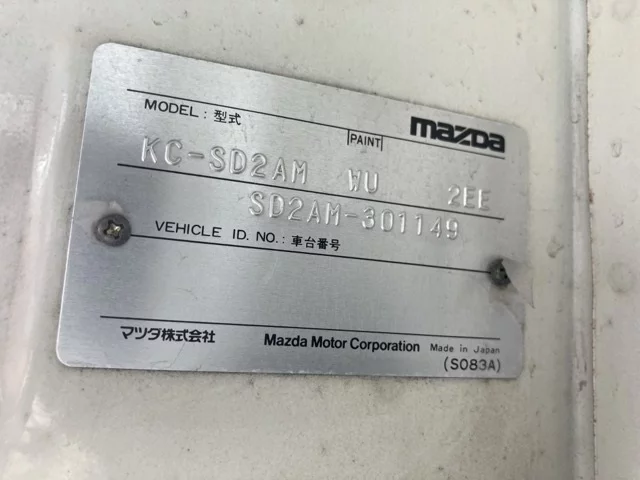 MODEL : 型式
PAINT
mazda
KC-SD2AM WU 2EE
SD2AM-301149
VEHICLE ID. NO. : 車台番号
マツダ株式会社 Mazda Motor Corporation Made in Japan
(S083A)